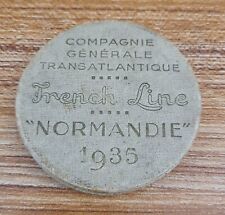 COMPAGNIE
GÉNÉRALE
TRANSATLANTIQUE
French Line
"NORMANDIE"
1935